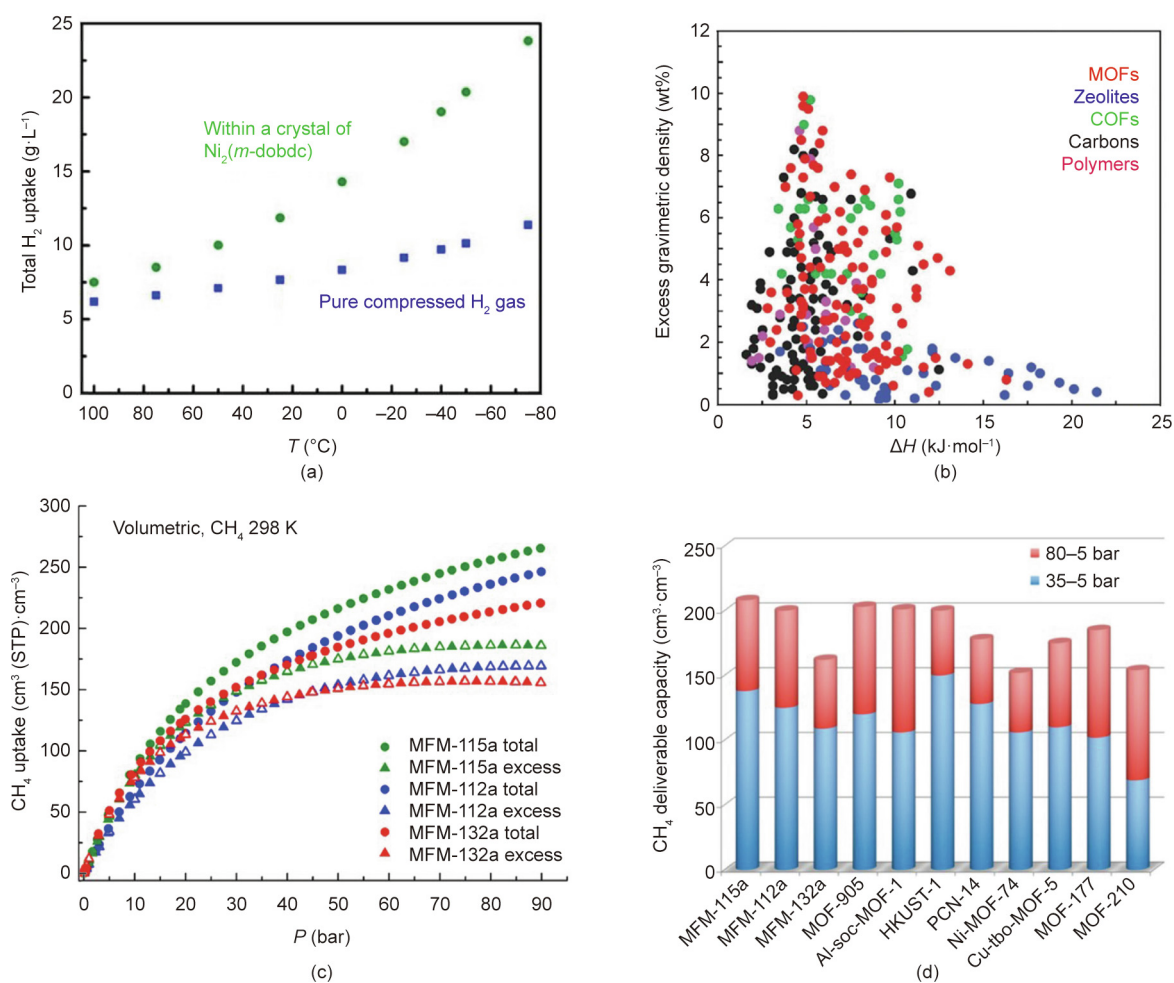 25
20
15
10
5
0
Total H2 uptake (g·L−1)
Within a crystal of
Ni2(m-dobdc)
Pure compressed H2 gas
100 80 60 40 20 0 −20 −40 −60 −80
T (°C)
(a)
12
10
8
6
4
2
0
Excess gravimetric density (wt%)
MOFs
Zeolites
COFs
Carbons
Polymers
0 5 10 15 20 25
ΔH (kJ·mol−1)
(b)
300
250
200
150
100
50
0
CH4 uptake (cm3 (STP)·cm−3)
Volumetric, CH4 298 K
MFM-115a total
MFM-115a excess
MFM-112a total
MFM-112a excess
MFM-132a total
MFM-132a excess
0 10 20 30 40 50 60 70 80 90
P (bar)
(c)
250
200
150
100
50
0
CH4 deliverable capacity (cm3·cm−3)
80–5 bar
35–5 bar
MFM-115a
MFM-112a
MFM-132a
MOF-905
Al-soc-MOF-1
HKUST-1
PCN-14
Ni-MOF-74
Cu-tbo-MOF-5
MOF-177
MOF-210
(d)